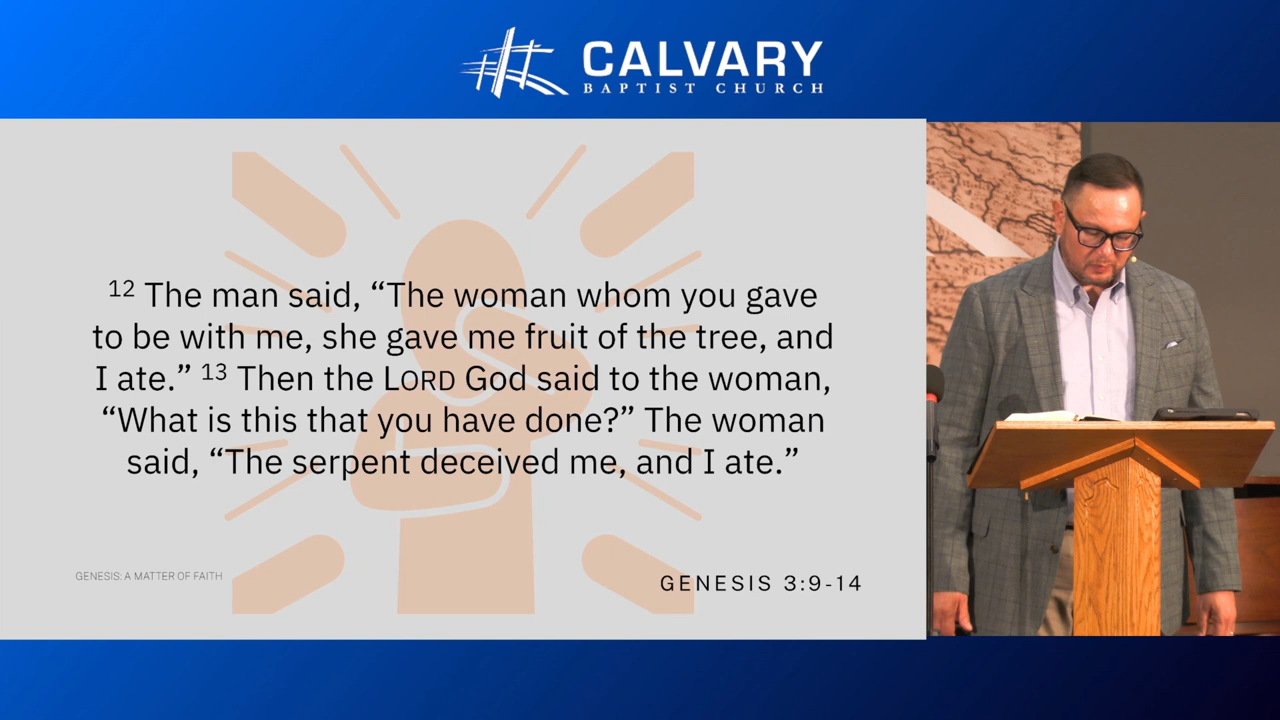 CALVARY
BAPTIST CHURCH
12 The man said, “The woman whom you gave
to be with me, she gave me fruit of the tree, and
I ate.” 13 Then the LORD God said to the woman,
“What is this that you have done?” The woman
said, “The serpent deceived me, and I ate.”
GENESIS: A MATTER OF FAITH
GENESIS 3:9-14